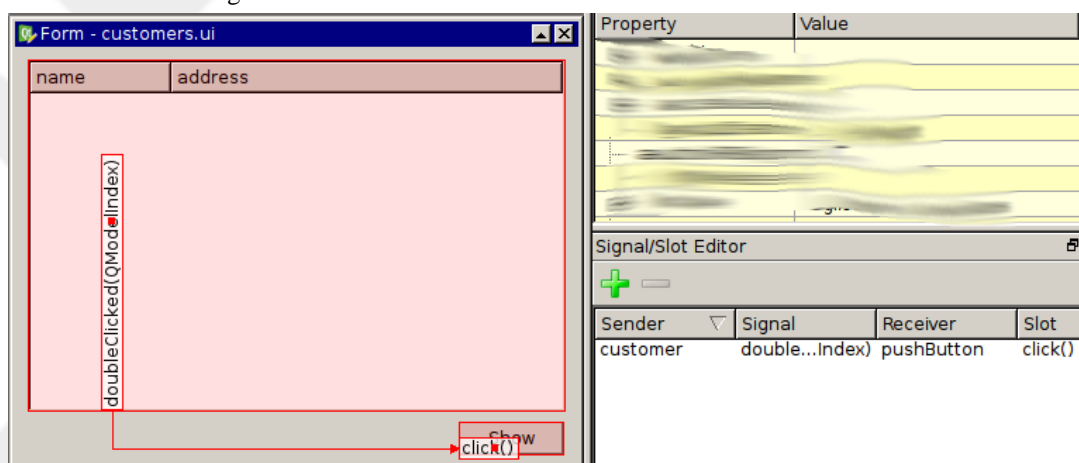 Form - customers.ui
name address
doubleClicked(QModelIndex)
Show
click()
Property Value
Signal/Slot Editor
Sender Signal Receiver Slot
customer double...Index) pushButton click()